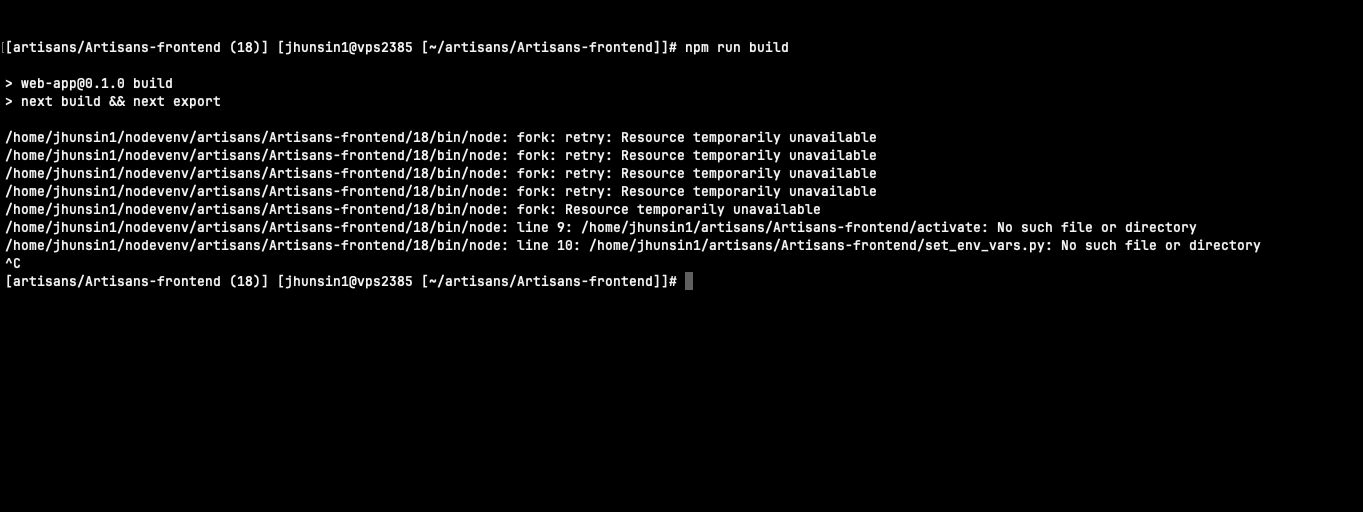 [[artisans/Artisans-frontend (18)] [jhunsin1@vps2385 [~/artisans/Artisans-frontend]]# npm run build
> web-app@0.1.0 build
> next build && next export
/home/jhunsin1/nodevenv/artisans/Artisans-frontend/18/bin/node: fork: retry: Resource temporarily unavailable
/home/jhunsin1/nodevenv/artisans/Artisans-frontend/18/bin/node: fork: retry: Resource temporarily unavailable
/home/jhunsin1/nodevenv/artisans/Artisans-frontend/18/bin/node: fork: retry: Resource temporarily unavailable
/home/jhunsin1/nodevenv/artisans/Artisans-frontend/18/bin/node: fork: retry: Resource temporarily unavailable
/home/jhunsin1/nodevenv/artisans/Artisans-frontend/18/bin/node: fork: Resource temporarily unavailable
/home/jhunsin1/nodevenv/artisans/Artisans-frontend/18/bin/node: line 9: /home/jhunsin1/artisans/Artisans-frontend/activate: No such file or directory
/home/jhunsin1/nodevenv/artisans/Artisans-frontend/18/bin/node: line 10: /home/jhunsin1/artisans/Artisans-frontend/set_env_vars.py: No such file or directory
^C
[artisans/Artisans-frontend (18)] [jhunsin1@vps2385 [~/artisans/Artisans-frontend]]#